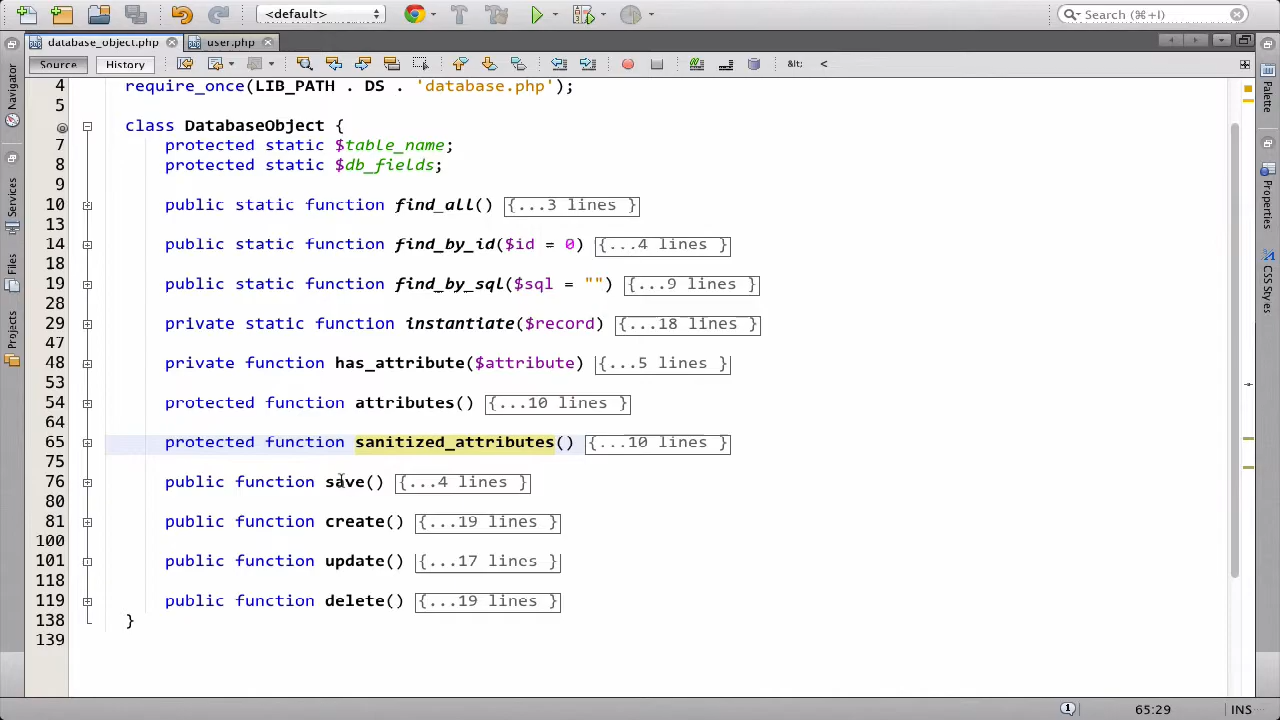 <default>
Search (⌘+I)
database_object.php
user.php
Source
History
Navigator
Services
Files
Projects
Palette
Properties
CSS Styles
4 require_once(LIB_PATH . DS . 'database.php');
5
class DatabaseObject {
7 protected static $table_name;
8 protected static $db_fields;
9
10 public static function find_all() {...3 lines }
13
14 public static function find_by_id($id = 0) {...4 lines }
18
19 public static function find_by_sql($sql = "") {...9 lines }
28
29 private static function instantiate($record) {...18 lines }
47
48 private function has_attribute($attribute) {...5 lines }
53
54 protected function attributes() {...10 lines }
64
65 protected function sanitized_attributes() {...10 lines }
75
76 public function save() {...4 lines }
80
81 public function create() {...19 lines }
100
101 public function update() {...17 lines }
118
119 public function delete() {...19 lines }
138 }
139
1
65:29
INS